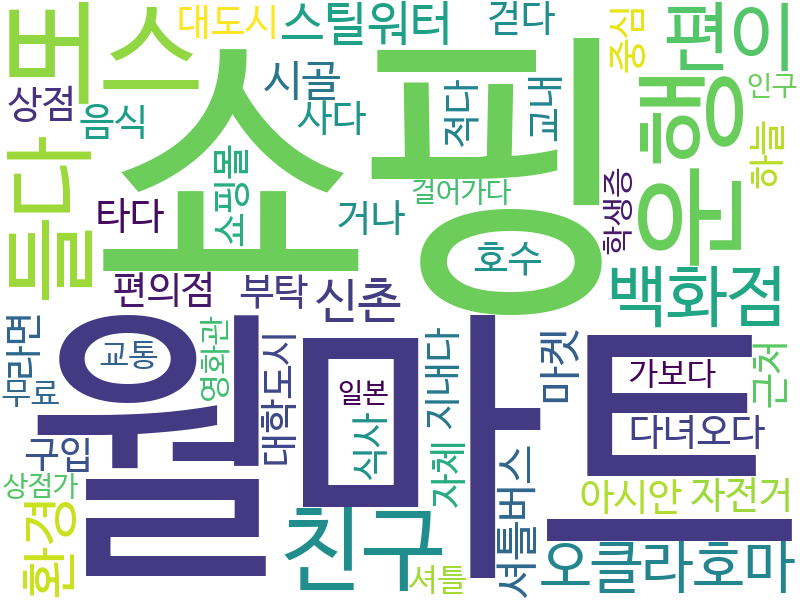 버스
대도시
스틸워터
걷다
중심
편이
쇼핑
상점
음식
시골
사다
적다
교내
운행
인구
하늘
들다
쇼핑몰
타다
거나
걸어가다
학생증
호수
편의점
부탁
신촌
백화점
월마트
무라면
무료
교통
영화관
대학도시
일본
식사
지내다
마켓
가보다
근처
다녀오다
구입
상점가
환경
친구
자체
셔틀
셔틀버스
아시안
자전거
오클라호마